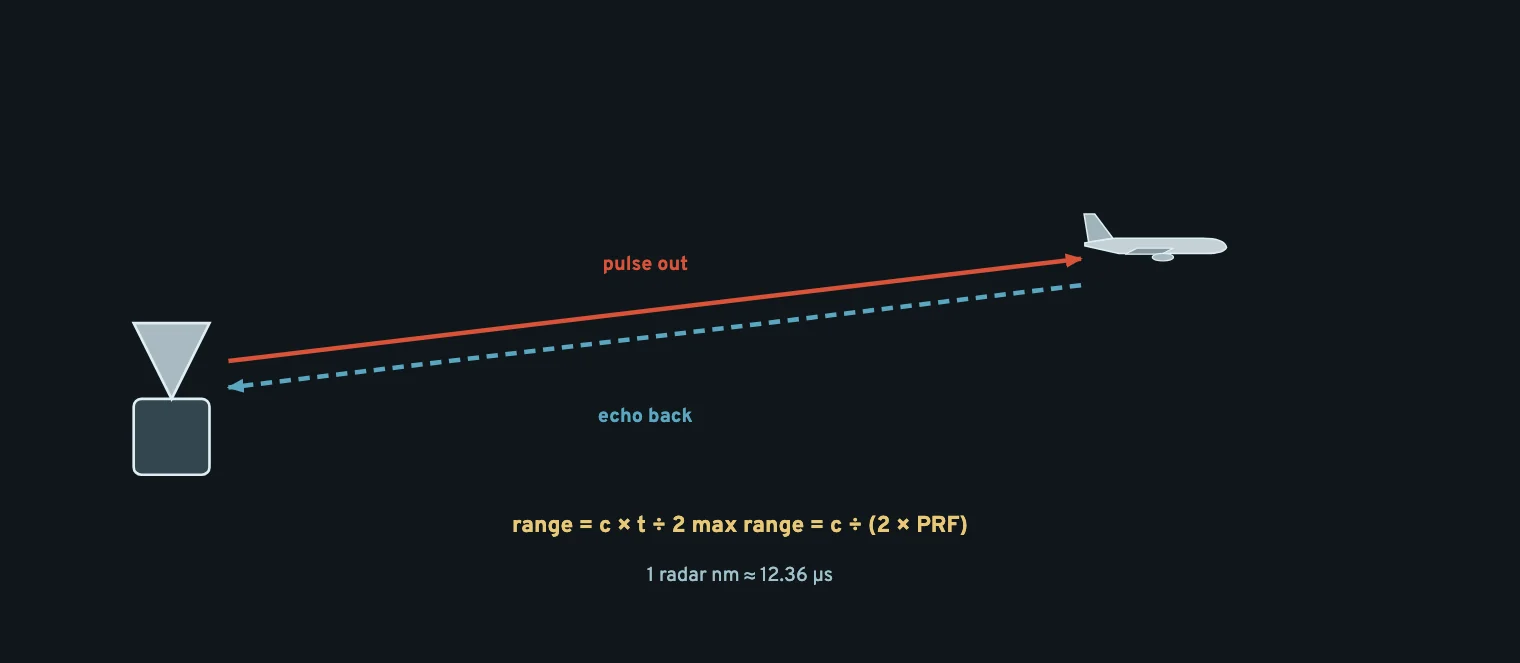 pulse out
echo back
range = c × t ÷ 2 max range = c ÷ (2 × PRF)
1 radar nm ≈ 12.36 µs